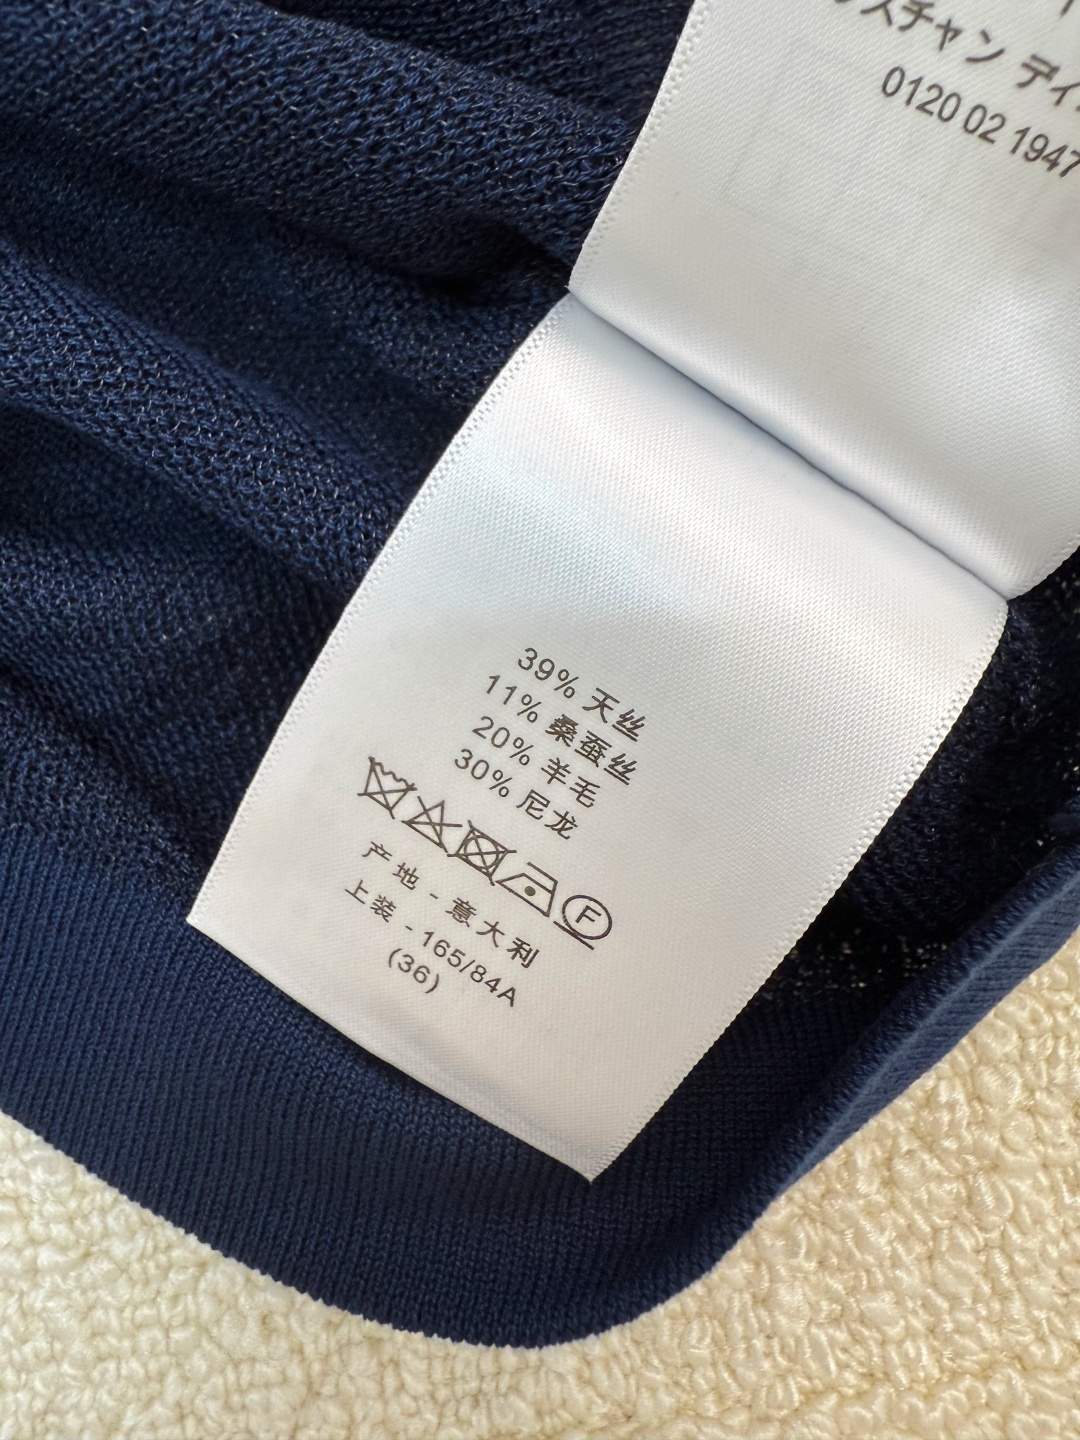 スチャン ディ
0120 02 1947
39% 天丝
11% 桑蚕丝
20% 羊毛
30% 尼龙
F
产地 - 意大利
上装 - 165/84A
(36)